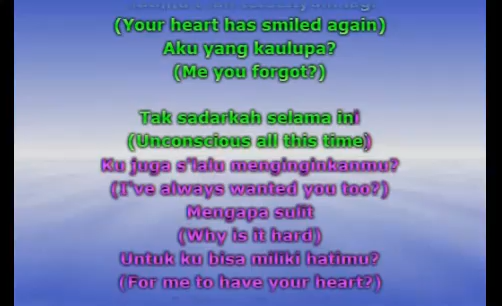 (Your heart has smiled again)
Aku yang kaulupa?
(Me you forgot?)
Tak sadarkah selama ini
(Unconscious all this time)
Ku juga s'lalu menginginkanmu?
(I've always wanted you too?)
Mengapa sulit
(Why is it hard)
Untuk ku bisa miliki hatimu?
(For me to have your heart?)